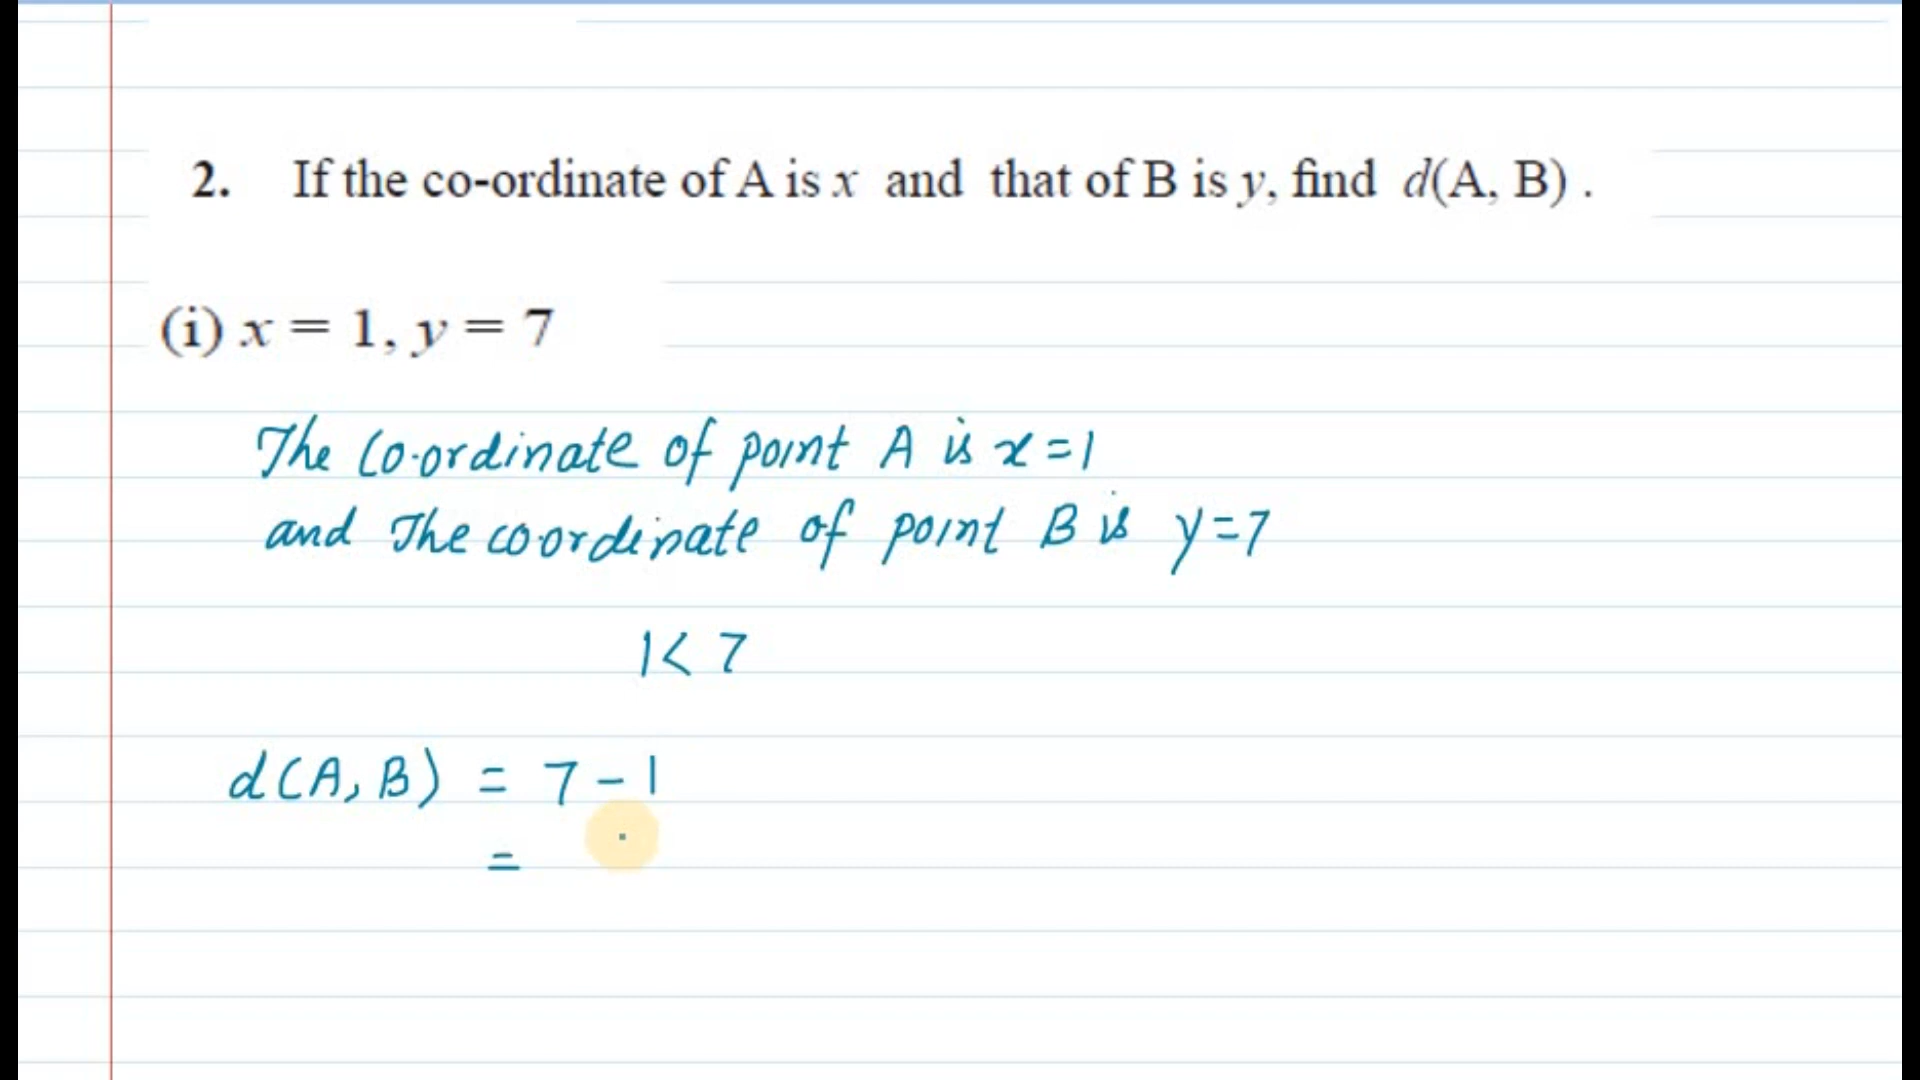 2. If the co-ordinate of A is x and that of B is y, find d(A, B) .
(i) x = 1, y = 7
The co-ordinate of point A is x=1
and The coordinate of point B is y=7
1< 7
d(A, B) = 7 - 1
=